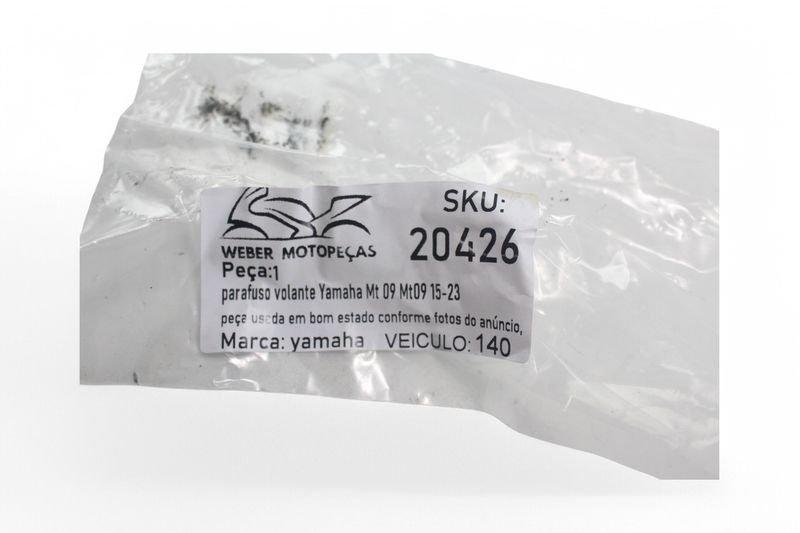 SKU:
20426
WEBER MOTOPEÇAS
Peça:1
parafuso volante Yamaha Mt 09 Mt09 15-23
peça usada em bom estado conforme fotos do anúncio,
Marca: yamaha VEICULO: 140